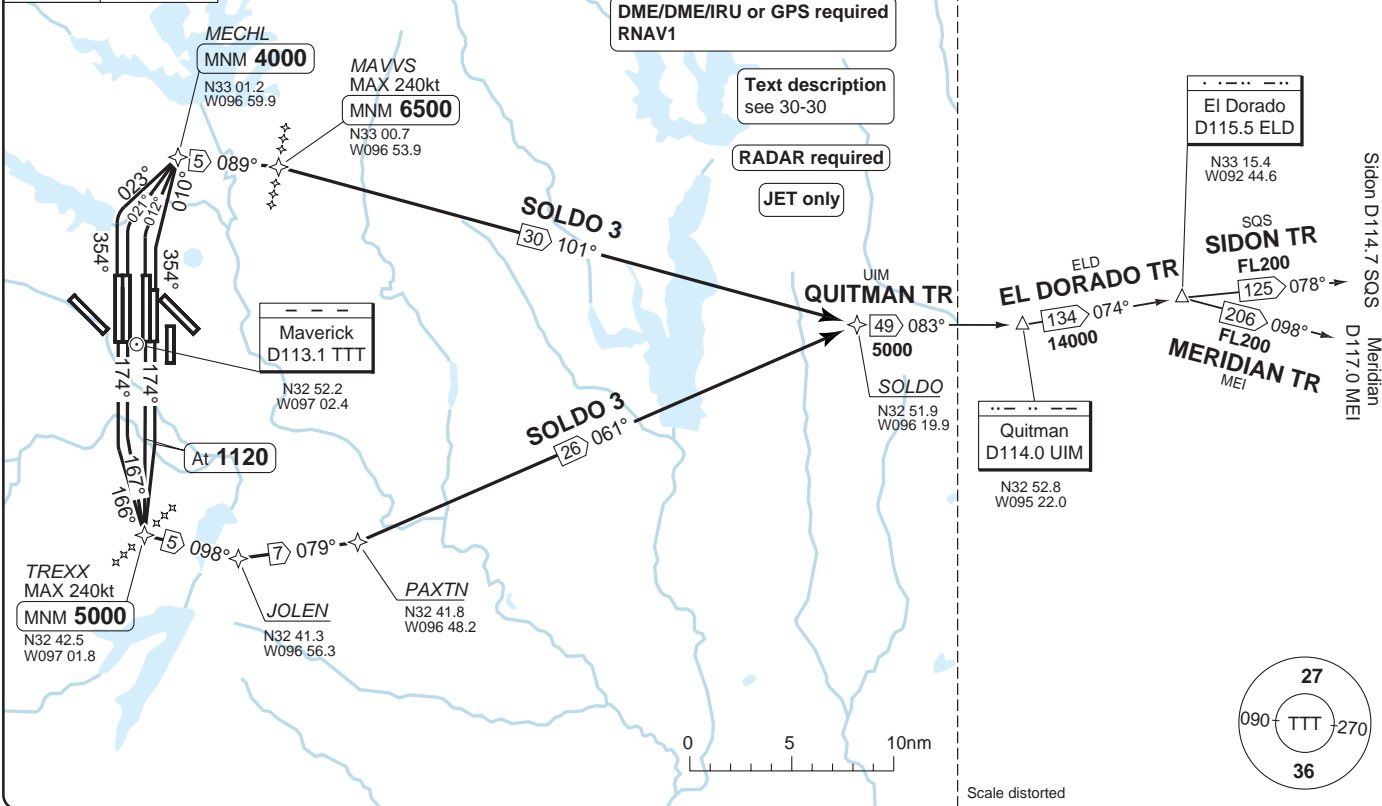 DME/DME/IRU or GPS required
RNAV1
Text description
see 30-30
RADAR required
JET only
MECHL
MNM 4000
N33 01.2
W096 59.9
MAVVS
MAX 240kt
MNM 6500
N33 00.7
W096 53.9
5 089°
023°
021°
012°
010°
354°
354°
SOLDO 3
30 101°
Maverick
D113.1 TTT
N32 52.2
W097 02.4
174°
174°
At 1120
167°
166°
TREXX
MAX 240kt
MNM 5000
N32 42.5
W097 01.8
5 098°
JOLEN
N32 41.3
W096 56.3
7 079°
PAXTN
N32 41.8
W096 48.2
SOLDO 3
26 061°
UIM
QUITMAN TR
49 083°
5000
SOLDO
N32 51.9
W096 19.9
Quitman
D114.0 UIM
N32 52.8
W095 22.0
ELD
EL DORADO TR
134 074°
14000
El Dorado
D115.5 ELD
N33 15.4
W092 44.6
SQS
SIDON TR
FL200
125 078°
206 098°
FL200
MERIDIAN TR
MEI
Sidon D114.7 SQS
Meridian
D117.0 MEI
0 5 10nm
Scale distorted
27
090 TTT 270
36